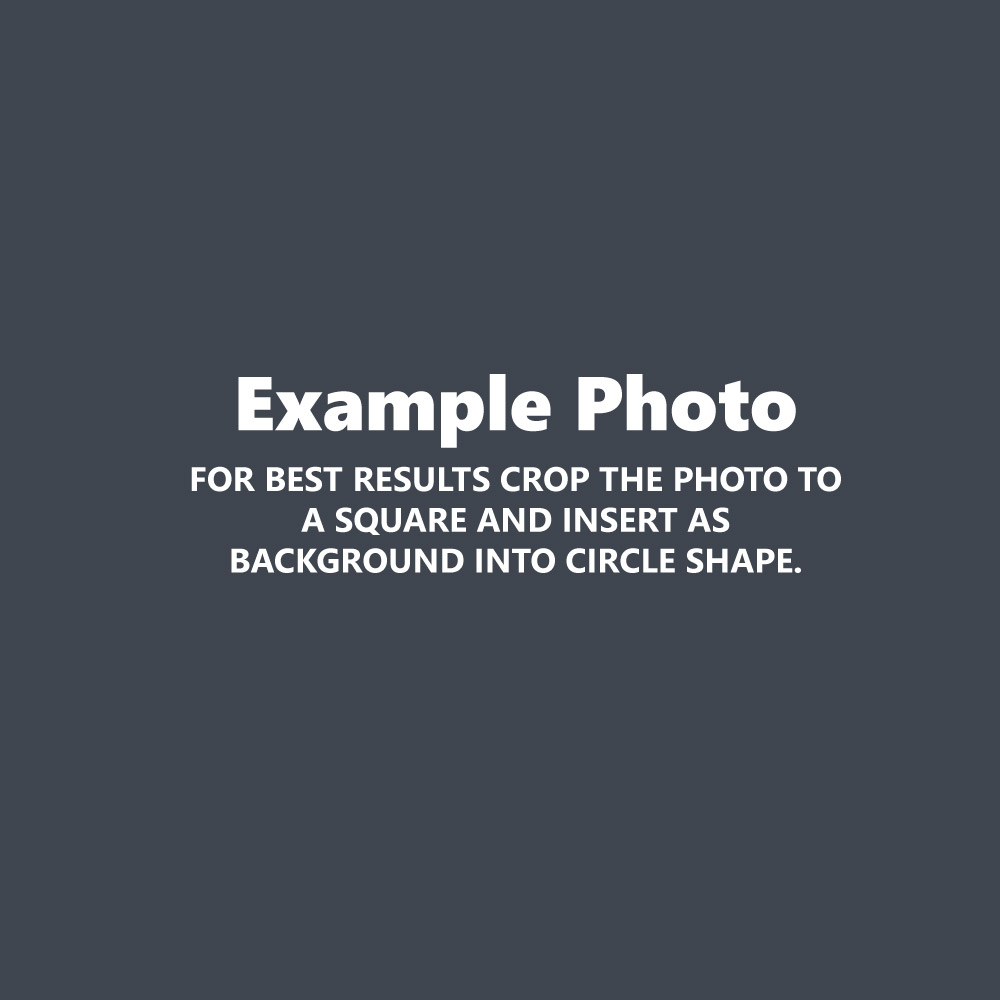 Example Photo
FOR BEST RESULTS CROP THE PHOTO TO
A SQUARE AND INSERT AS
BACKGROUND INTO CIRCLE SHAPE.